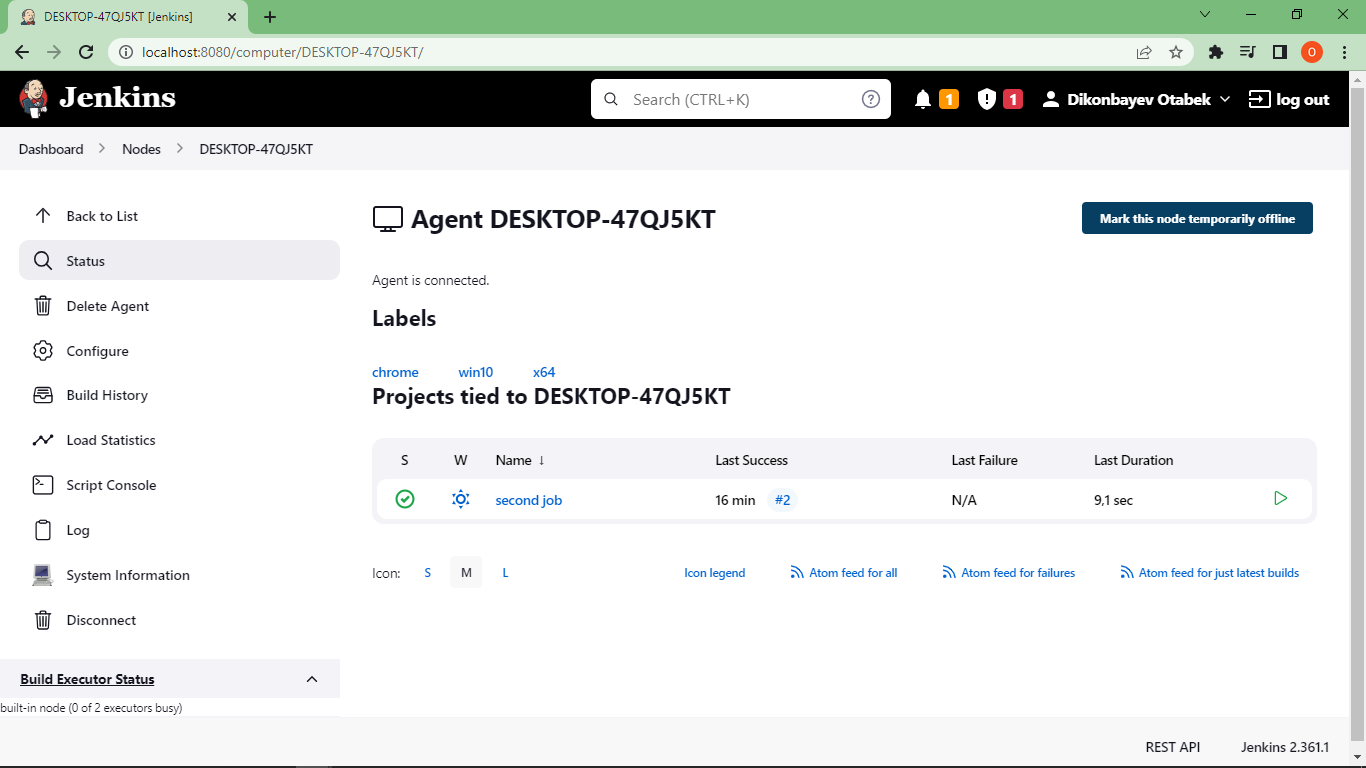 DESKTOP-47QJ5KT [Jenkins]
localhost:8080/computer/DESKTOP-47QJ5KT/
O
Jenkins
Search (CTRL+K)
1
1
Dikonbayev Otabek
log out
Dashboard
Nodes
DESKTOP-47QJ5KT
Back to List
Status
Delete Agent
Configure
Build History
Load Statistics
Script Console
Log
System Information
Disconnect
Build Executor Status
built-in node (0 of 2 executors busy)
Agent DESKTOP-47QJ5KT
Mark this node temporarily offline
Agent is connected.
Labels
chrome win10 x64
Projects tied to DESKTOP-47QJ5KT
S W Name ↓ Last Success Last Failure Last Duration
second job 16 min #2 N/A 9,1 sec
Icon: S M L Icon legend Atom feed for all Atom feed for failures Atom feed for just latest builds
REST API Jenkins 2.361.1